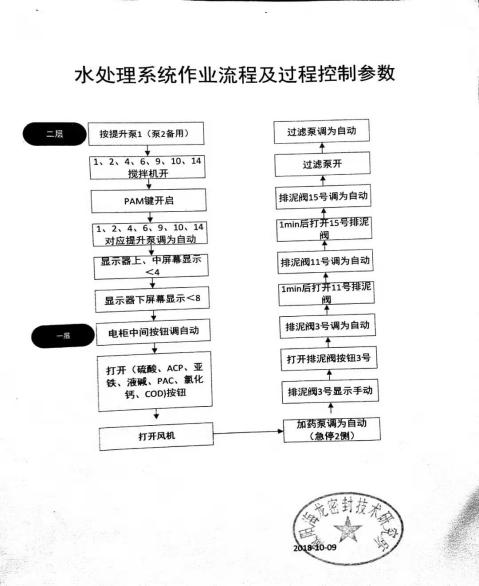 水处理系统作业流程及过程控制参数
二层
按提升泵1（泵2备用）
1、2、4、6、9、10、14
搅拌机开
PAM键开启
1、2、4、6、9、10、14
对应提升泵调为自动
显示器上、中屏幕显示
＜4
显示器下屏幕显示＜8
一层
电柜中间按钮调自动
打开（硫酸、ACP、亚
铁、液碱、PAC、氯化
钙、COD)按钮
打开风机
过滤泵调为自动
过滤泵开
排泥阀15号调为自动
1min后打开15号排泥
阀
排泥阀11号调为自动
1min后打开11号排泥
阀
排泥阀3号调为自动
打开排泥阀按钮3号
排泥阀3号显示手动
加药泵调为自动
（急停2侧）
龙密封技术研究
2018-10-09